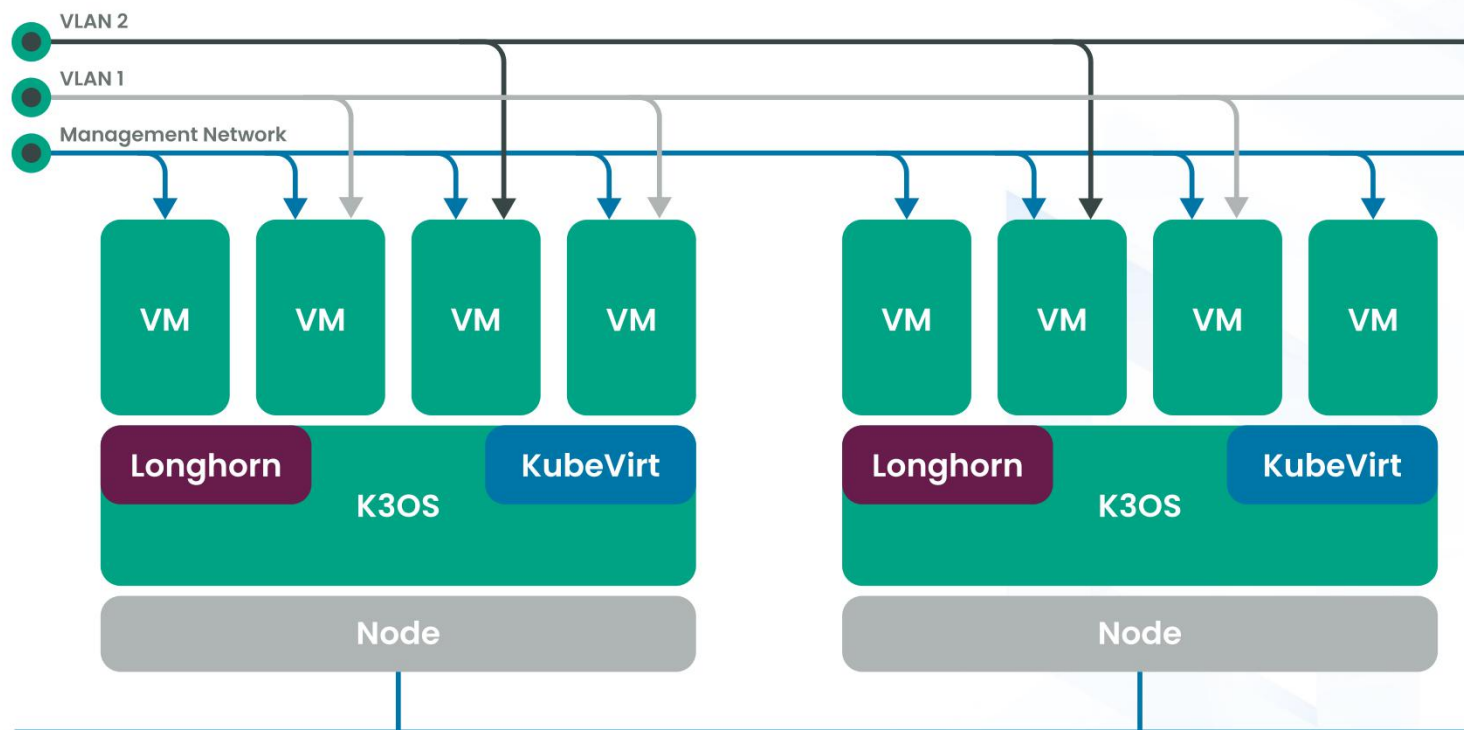 VLAN 2
VLAN 1
Management Network
VM VM VM VM VM VM VM VM
Longhorn KubeVirt Longhorn KubeVirt
K3OS K3OS
Node Node